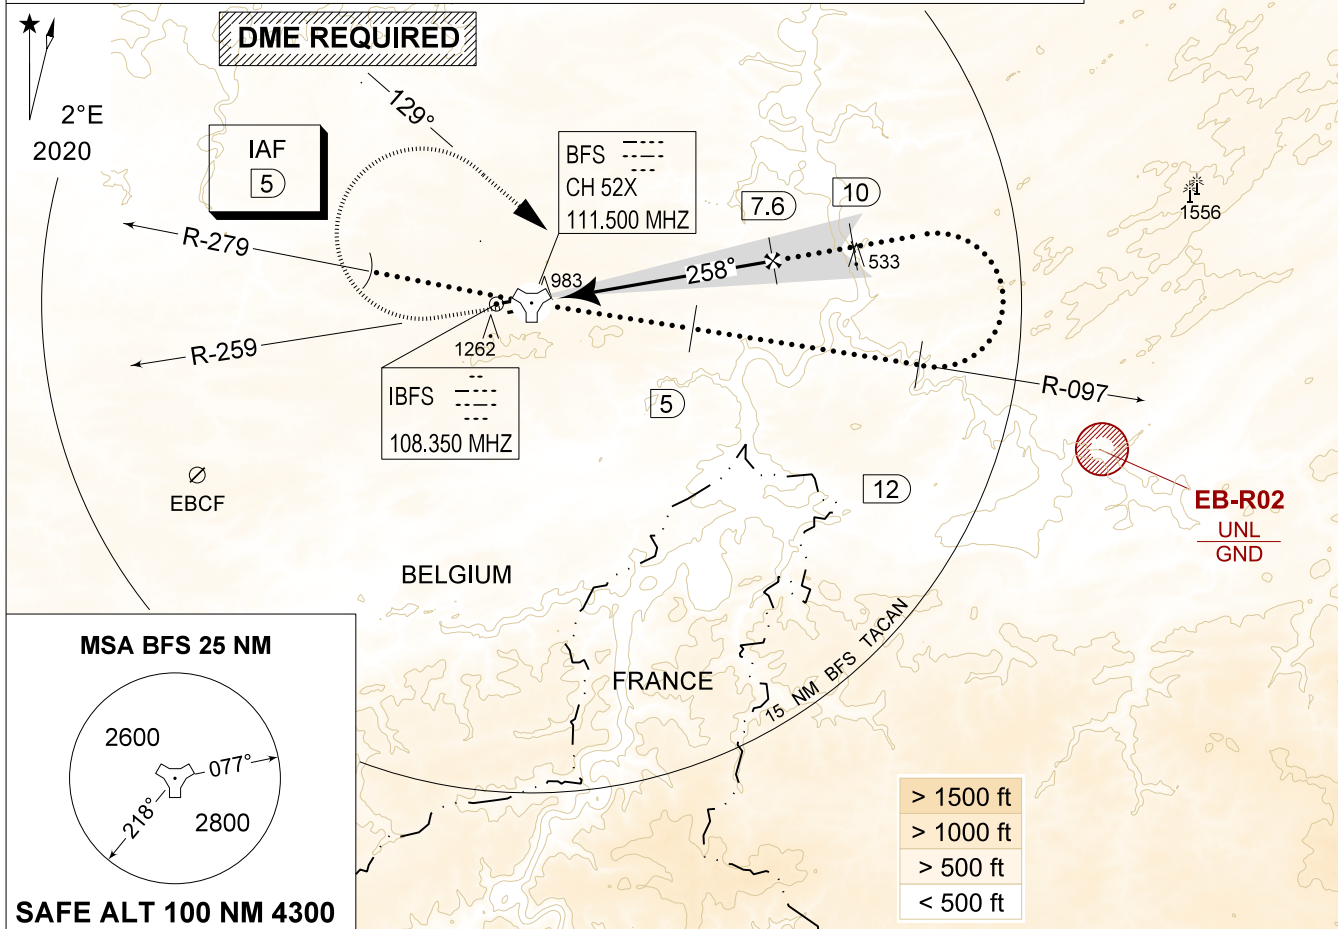 DME REQUIRED
2°E
2020
129°
IAF
5
BFS
CH 52X
111.500 MHZ
7.6
10
1556
R-279
258°
533
983
R-259
1262
IBFS
108.350 MHZ
5
R-097
EBCF
12
EB-R02
UNL
GND
BELGIUM
FRANCE
15 NM BFS TACAN
MSA BFS 25 NM
2600
077°
218°
2800
SAFE ALT 100 NM 4300
> 1500 ft
> 1000 ft
> 500 ft
< 500 ft